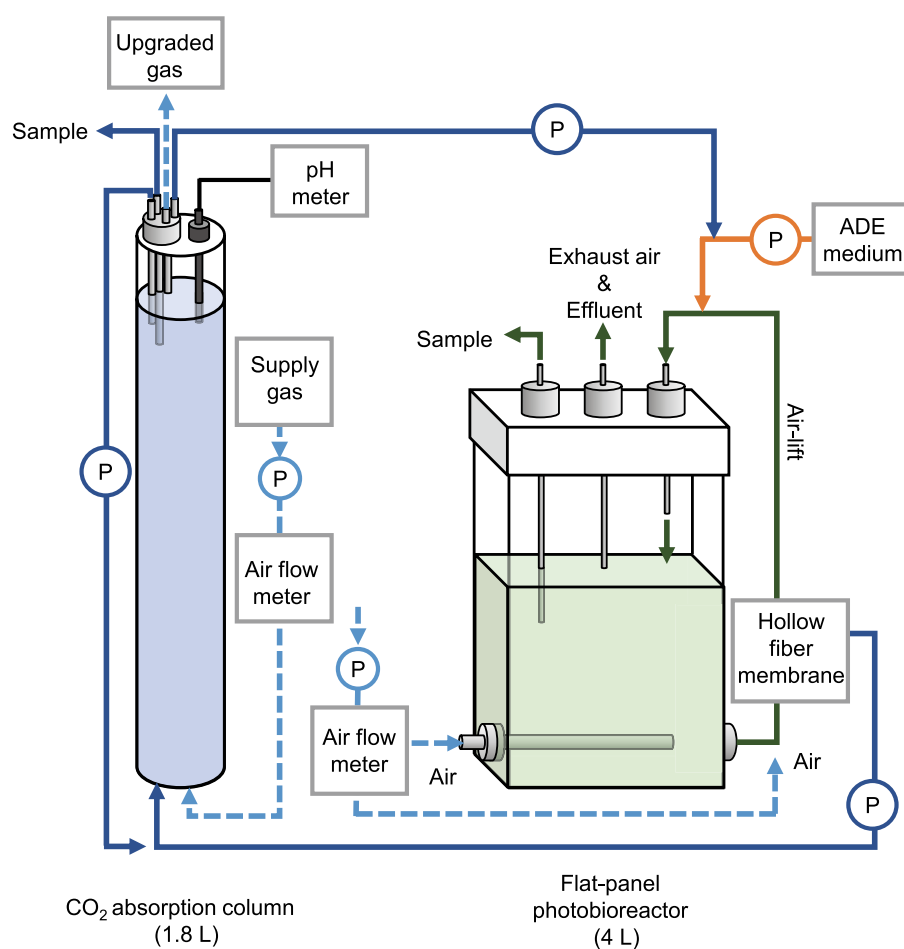 Upgraded
gas
Sample
P
pH
meter
P
ADE
medium
Exhaust air
&
Effluent
Sample
Supply
gas
Air-lift
P
P
Air flow
meter
Hollow
fiber
membrane
P
Air flow
meter
Air
Air
P
CO₂ absorption column
(1.8 L)
Flat-panel
photobioreactor
(4 L)